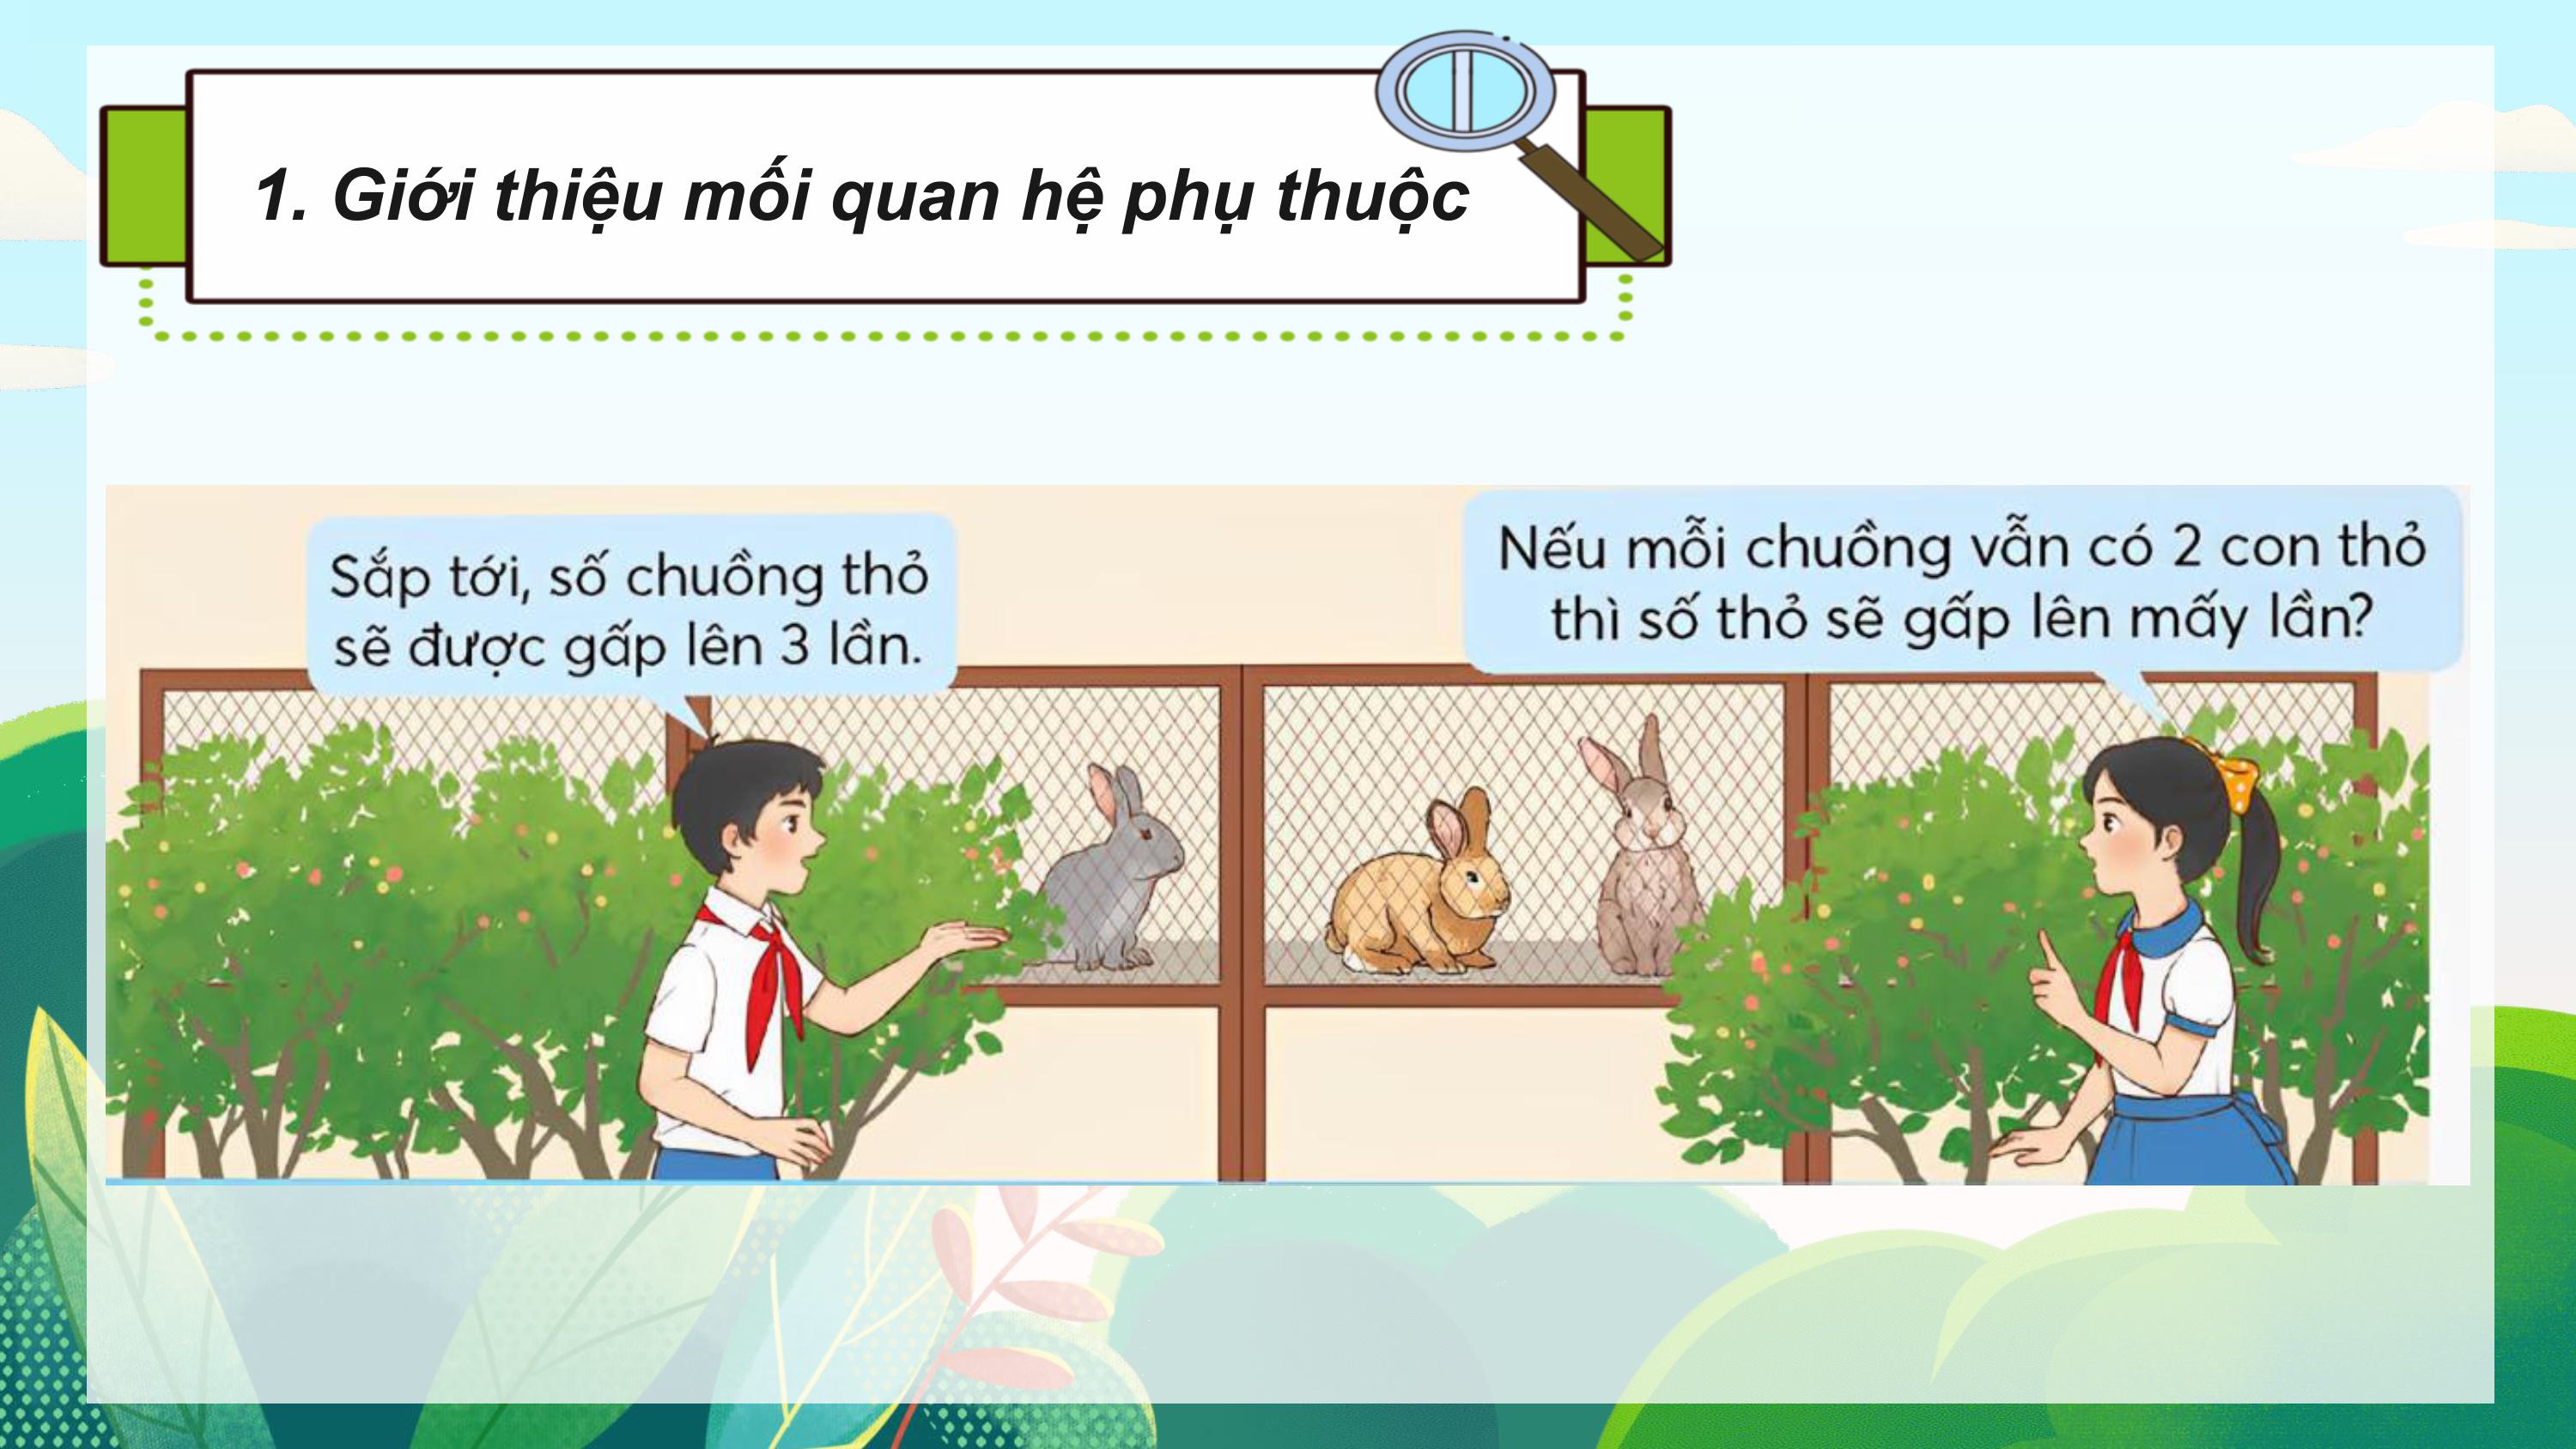 1. Giới thiệu mối quan hệ phụ thuộc
Sắp tới, số chuồng thỏ
sẽ được gấp lên 3 lần.
Nếu mỗi chuồng vẫn có 2 con thỏ
thì số thỏ sẽ gấp lên mấy lần?